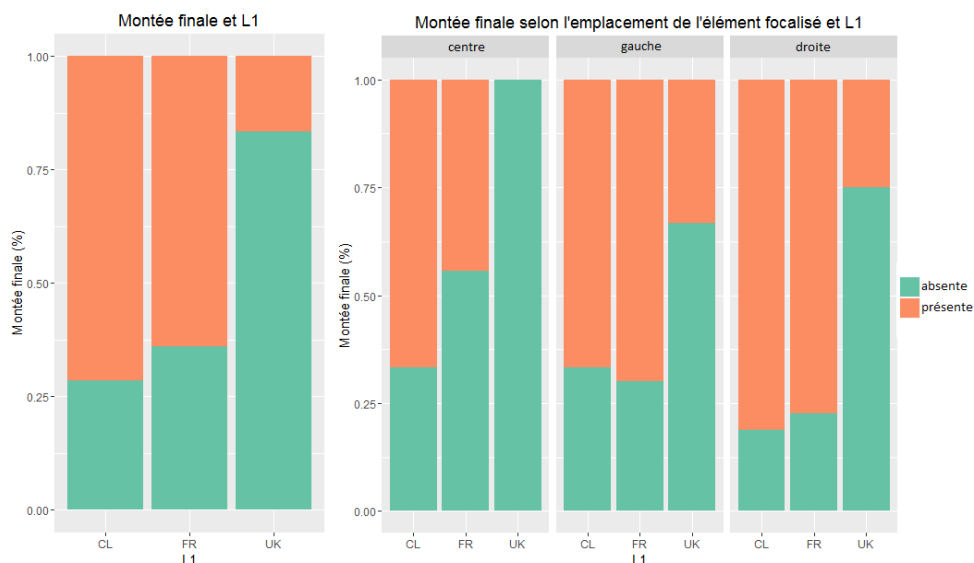 Montée finale et L1
Montée finale (%)
1.00
0.75
0.50
0.25
0.00
CL FR UK
L1
Montée finale selon l'emplacement de l'élément focalisé et L1
centre gauche droite
Montée finale (%)
1.00
0.75
0.50
0.25
0.00
CL FR UK CL FR UK CL FR UK
L1
absente
présente